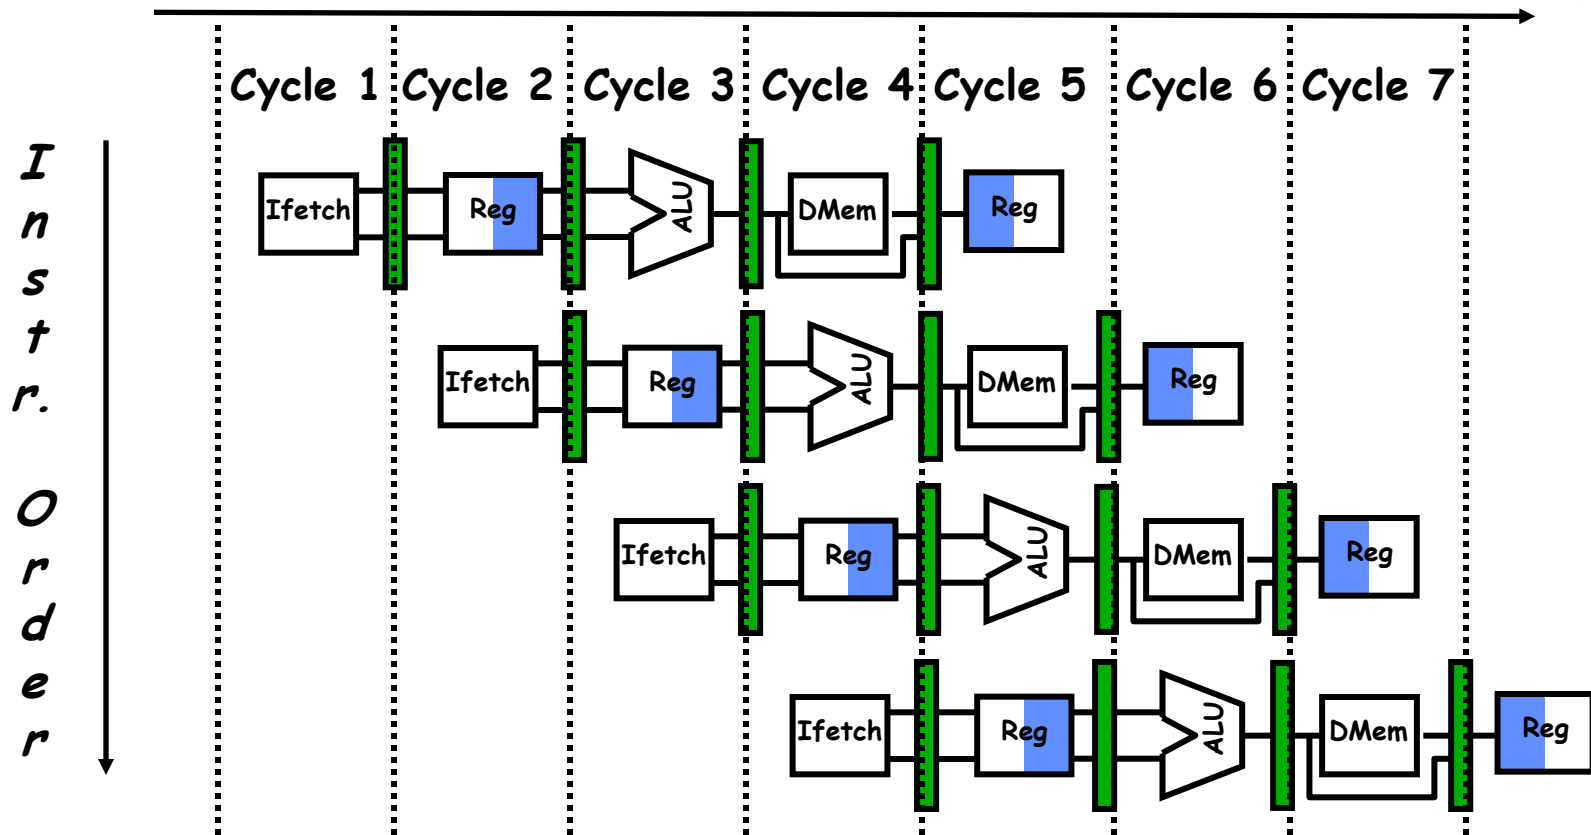 Cycle 1 Cycle 2 Cycle 3 Cycle 4 Cycle 5 Cycle 6 Cycle 7
Instr. Order
Ifetch Reg ALU DMem Reg
Ifetch Reg ALU DMem Reg
Ifetch Reg ALU DMem Reg
Ifetch Reg ALU DMem Reg